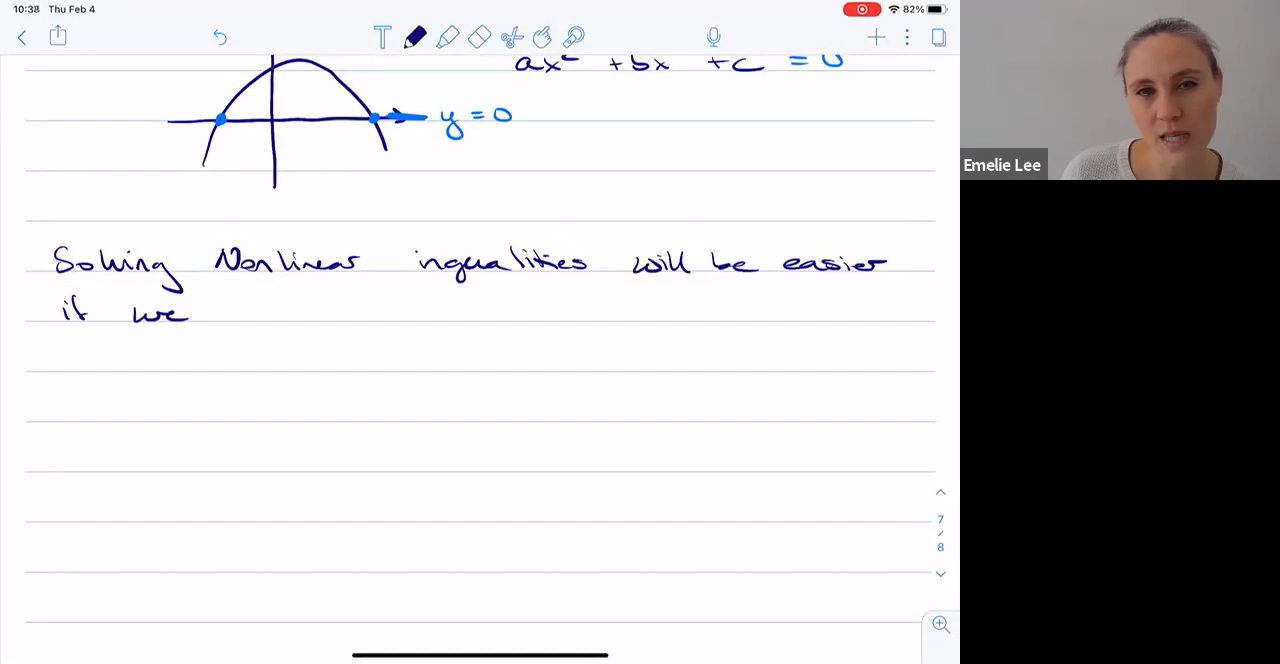 10:38 Thu Feb 4
82%
T
ax² + bx + c = 0
y = 0
Emelie Lee
Solving Nonlinear inqualities will be easier
if we
7
/
8